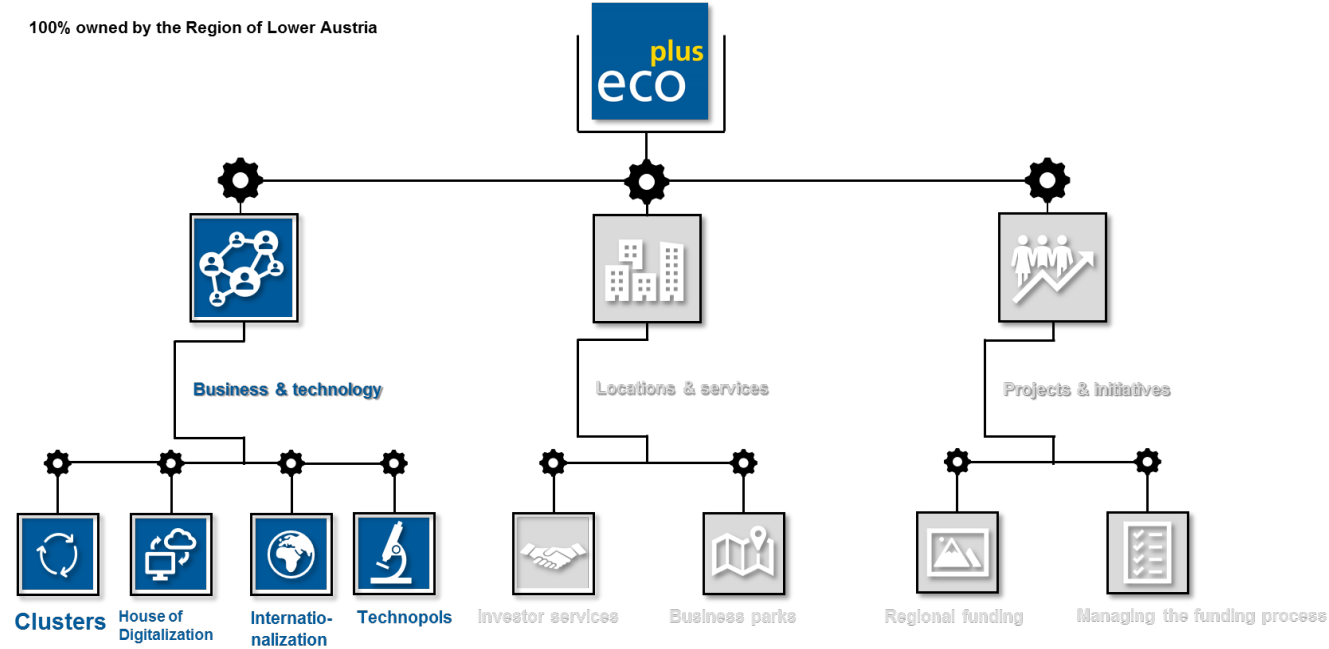 100% owned by the Region of Lower Austria
plus
eco
Business & technology
Locations & services
Projects & initiatives
Clusters
House of
Digitalization
Internatio-
nalization
Technopols
Investor services
Business parks
Regional funding
Managing the funding process